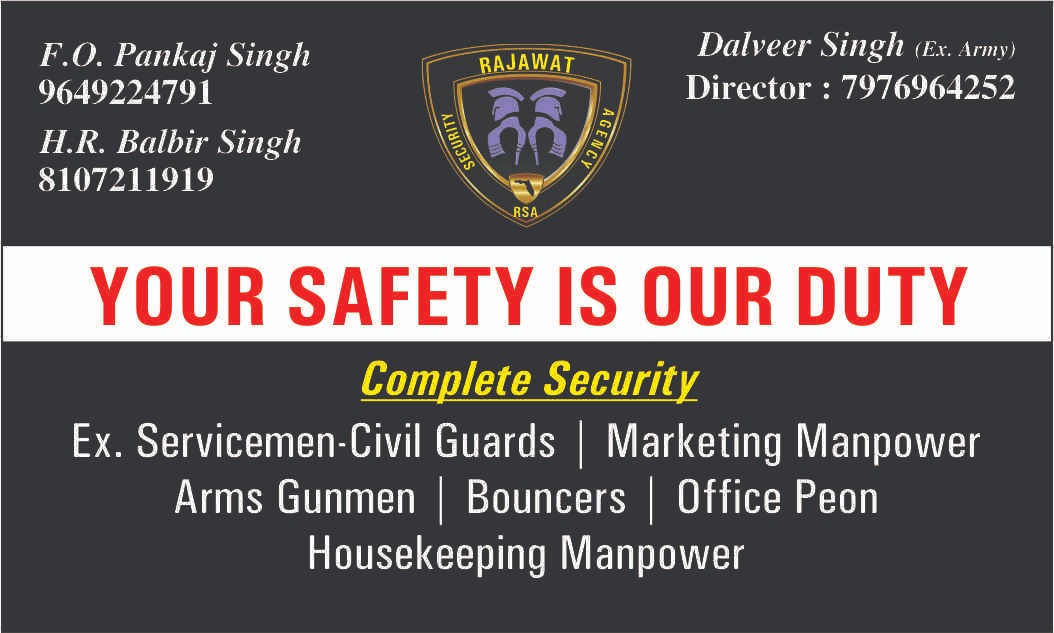 F.O. Pankaj Singh
9649224791
H.R. Balbir Singh
8107211919
RAJAWAT
SECURITY
AGENCY
RSA
Dalveer Singh (Ex. Army)
Director : 7976964252
YOUR SAFETY IS OUR DUTY
Complete Security
Ex. Servicemen-Civil Guards | Marketing Manpower
Arms Gunmen | Bouncers | Office Peon
Housekeeping Manpower